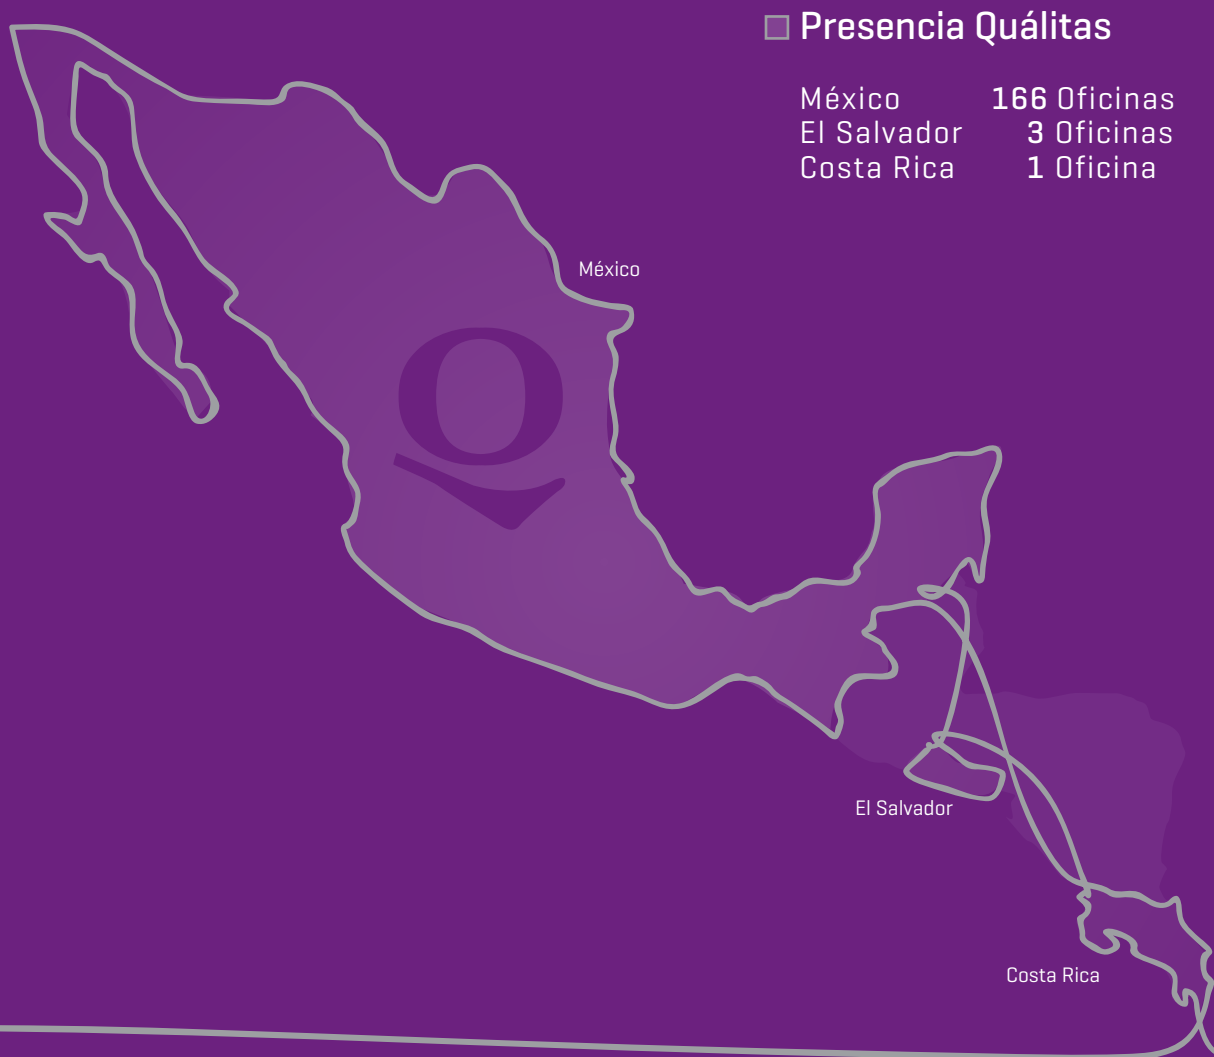 Presencia Quálitas
México 166 Oficinas
El Salvador 3 Oficinas
Costa Rica 1 Oficina
México
Q
El Salvador
Costa Rica